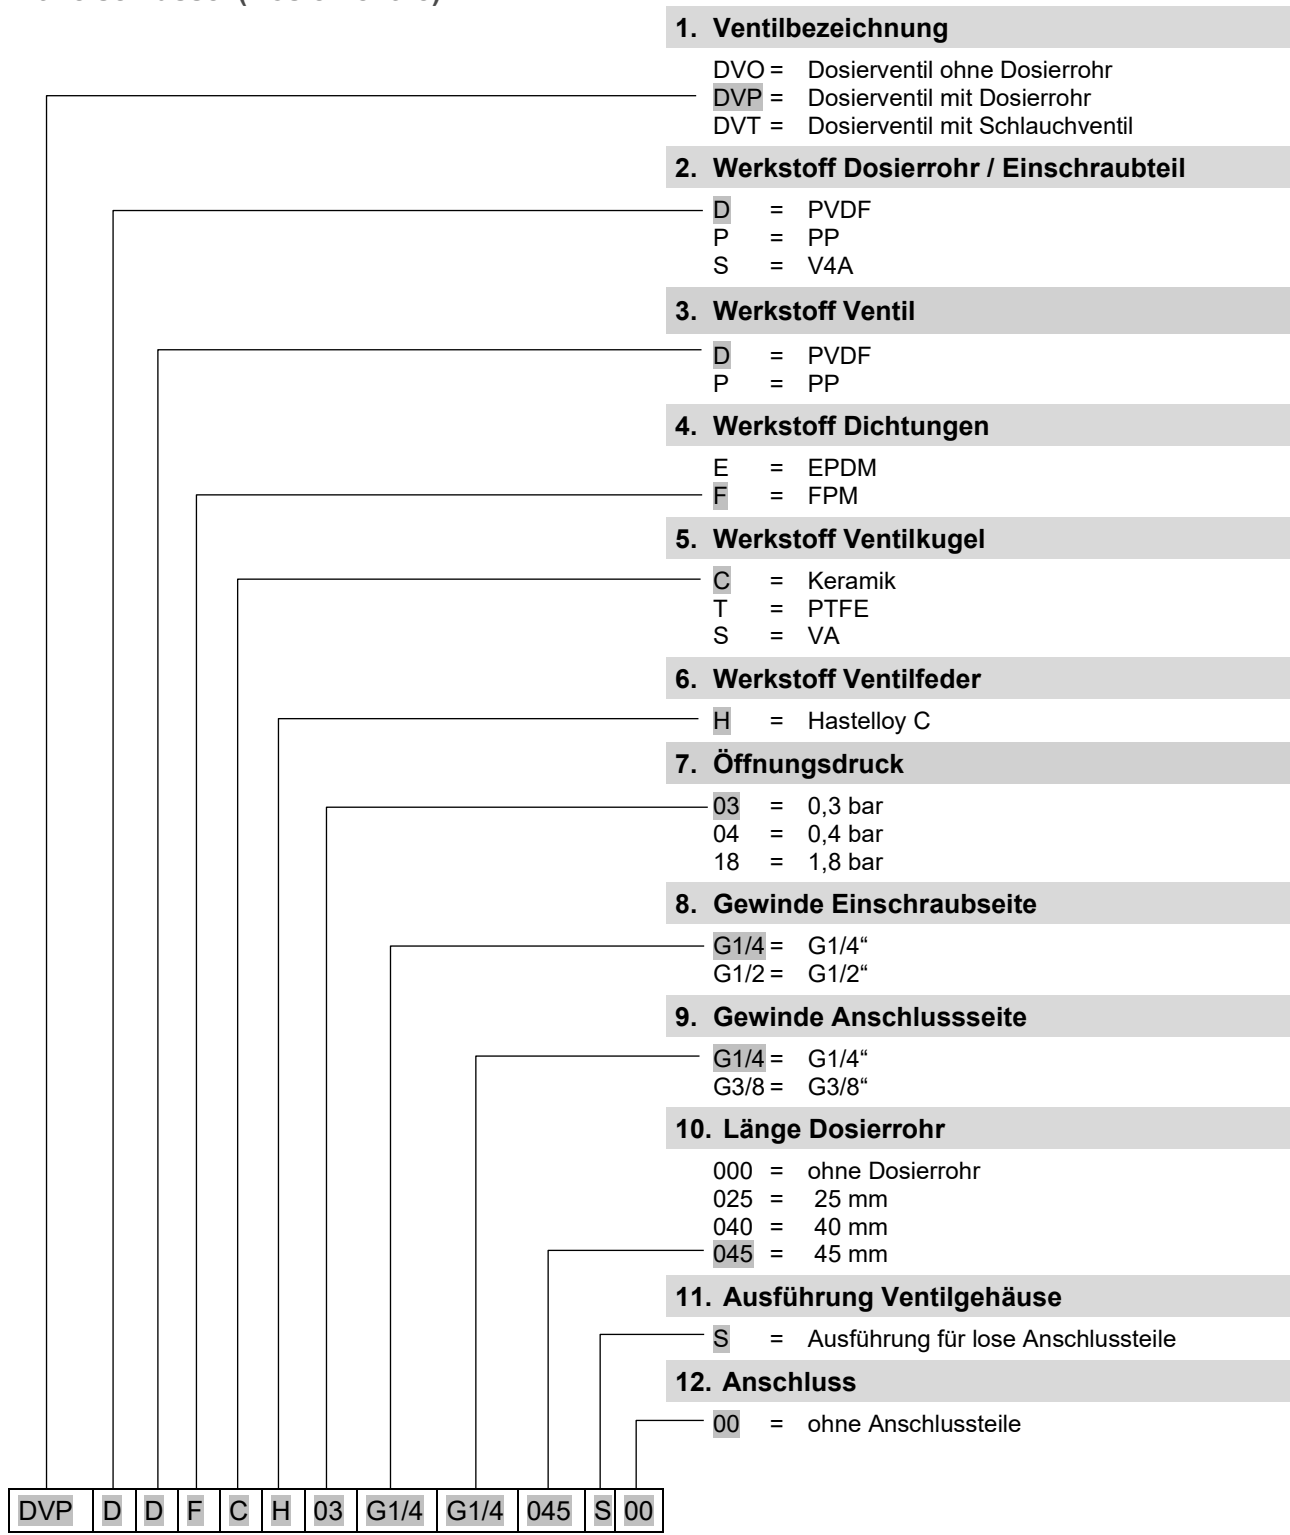 1. Ventilbezeichnung
DVO = Dosierventil ohne Dosierrohr
DVP = Dosierventil mit Dosierrohr
DVT = Dosierventil mit Schlauchventil
2. Werkstoff Dosierrohr / Einschraubteil
D = PVDF
P = PP
S = V4A
3. Werkstoff Ventil
D = PVDF
P = PP
4. Werkstoff Dichtungen
E = EPDM
F = FPM
5. Werkstoff Ventilkugel
C = Keramik
T = PTFE
S = VA
6. Werkstoff Ventilfeder
H = Hastelloy C
7. Öffnungsdruck
03 = 0,3 bar
04 = 0,4 bar
18 = 1,8 bar
8. Gewinde Einschraubseite
G1/4 = G1/4“
G1/2 = G1/2“
9. Gewinde Anschlussseite
G1/4 = G1/4“
G3/8 = G3/8“
10. Länge Dosierrohr
000 = ohne Dosierrohr
025 = 25 mm
040 = 40 mm
045 = 45 mm
11. Ausführung Ventilgehäuse
S = Ausführung für lose Anschlussteile
12. Anschluss
00 = ohne Anschlussteile
DVP D D F C H 03 G1/4 G1/4 045 S 00